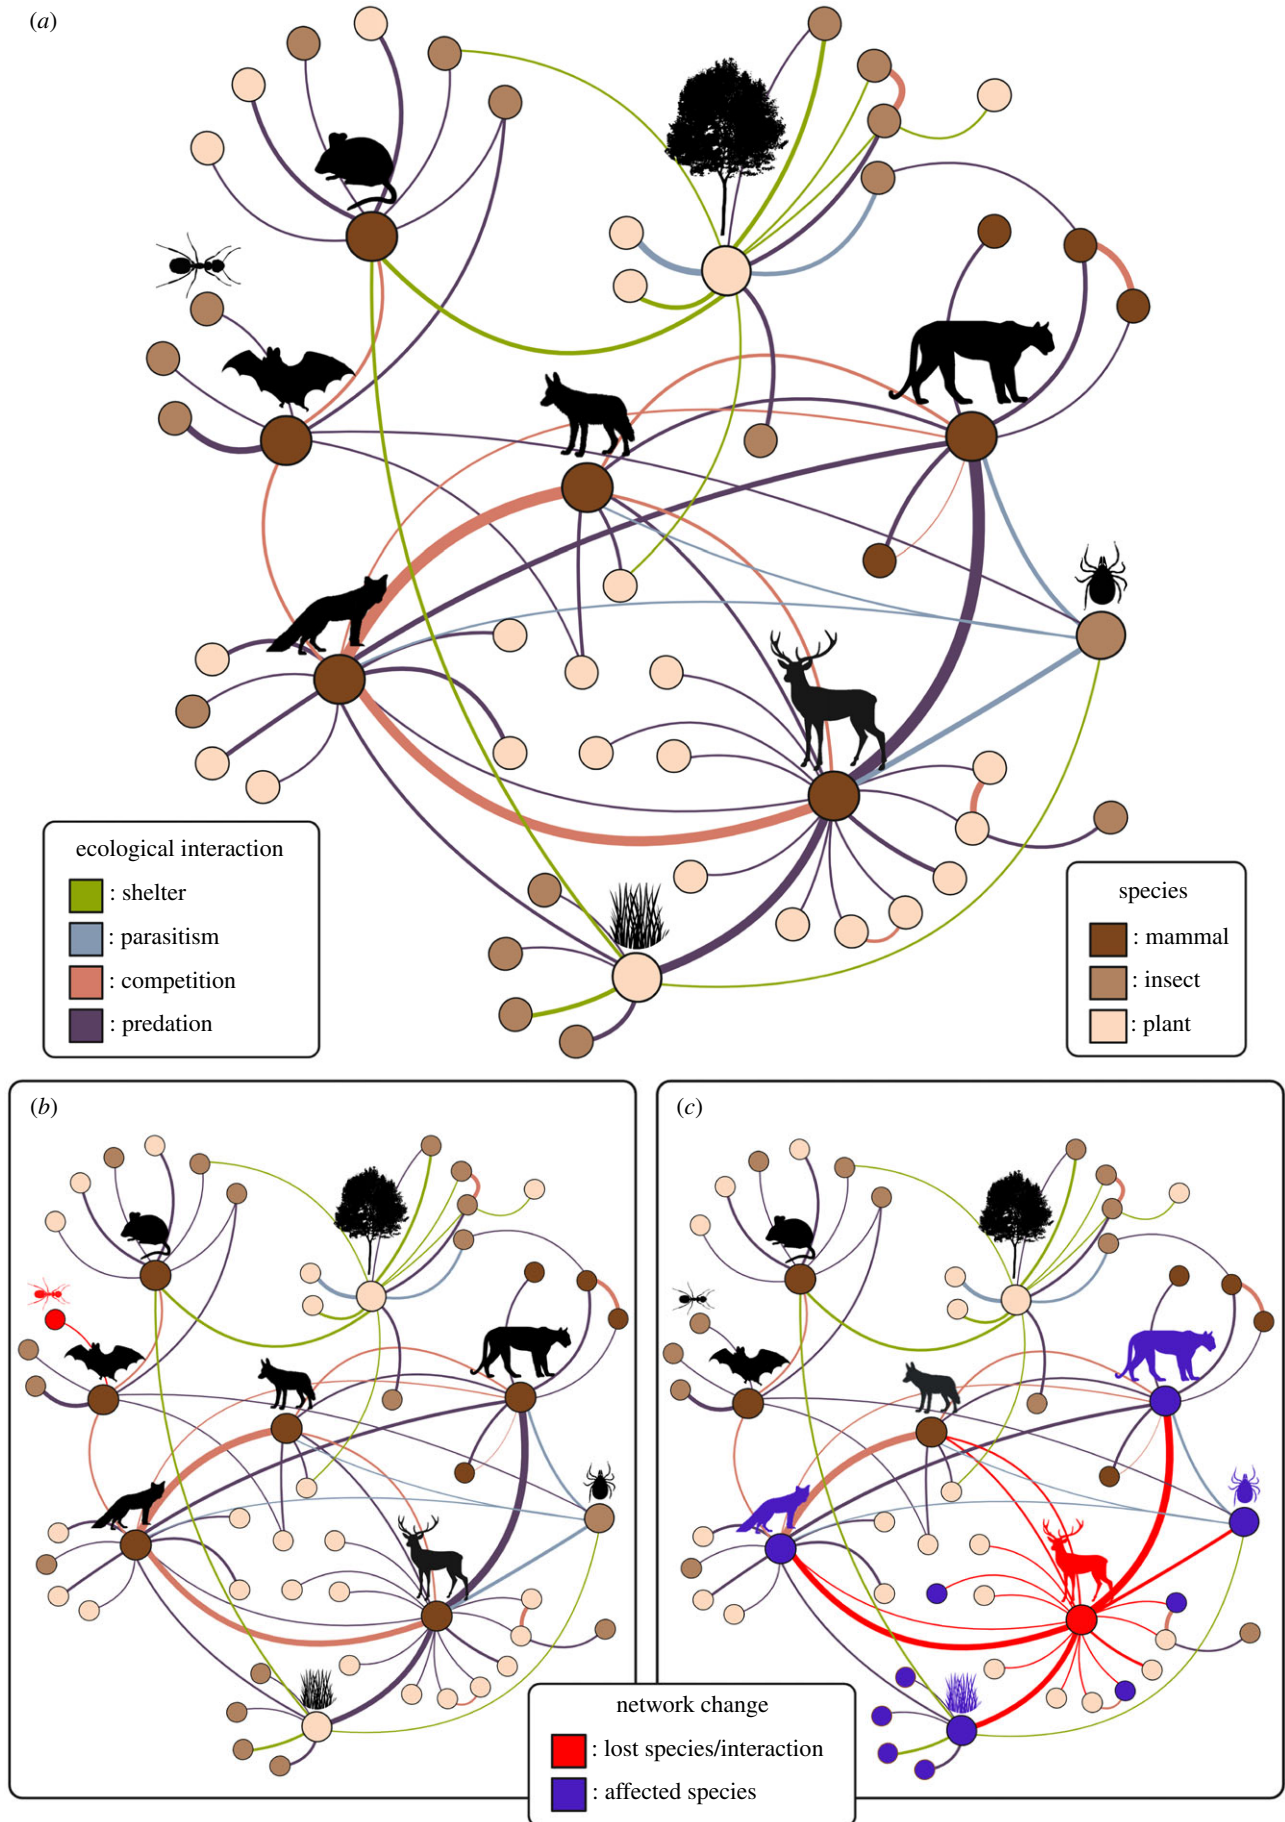 (a)
ecological interaction
: shelter
: parasitism
: competition
: predation
species
: mammal
: insect
: plant
(b)
(c)
network change
: lost species/interaction
: affected species